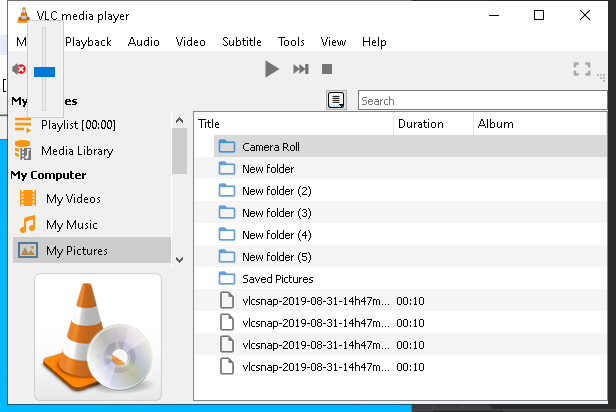 VLC media player
M Playback Audio Video Subtitle Tools View Help
[
My es
Search
Playlist [00:00]
Media Library
My Computer
My Videos
My Music
My Pictures
Title Duration Album
Camera Roll
New folder
New folder (2)
New folder (3)
New folder (4)
New folder (5)
Saved Pictures
vlcsnap-2019-08-31-14h47m... 00:10
vlcsnap-2019-08-31-14h47m... 00:10
vlcsnap-2019-08-31-14h47m... 00:10
vlcsnap-2019-08-31-14h47m... 00:10